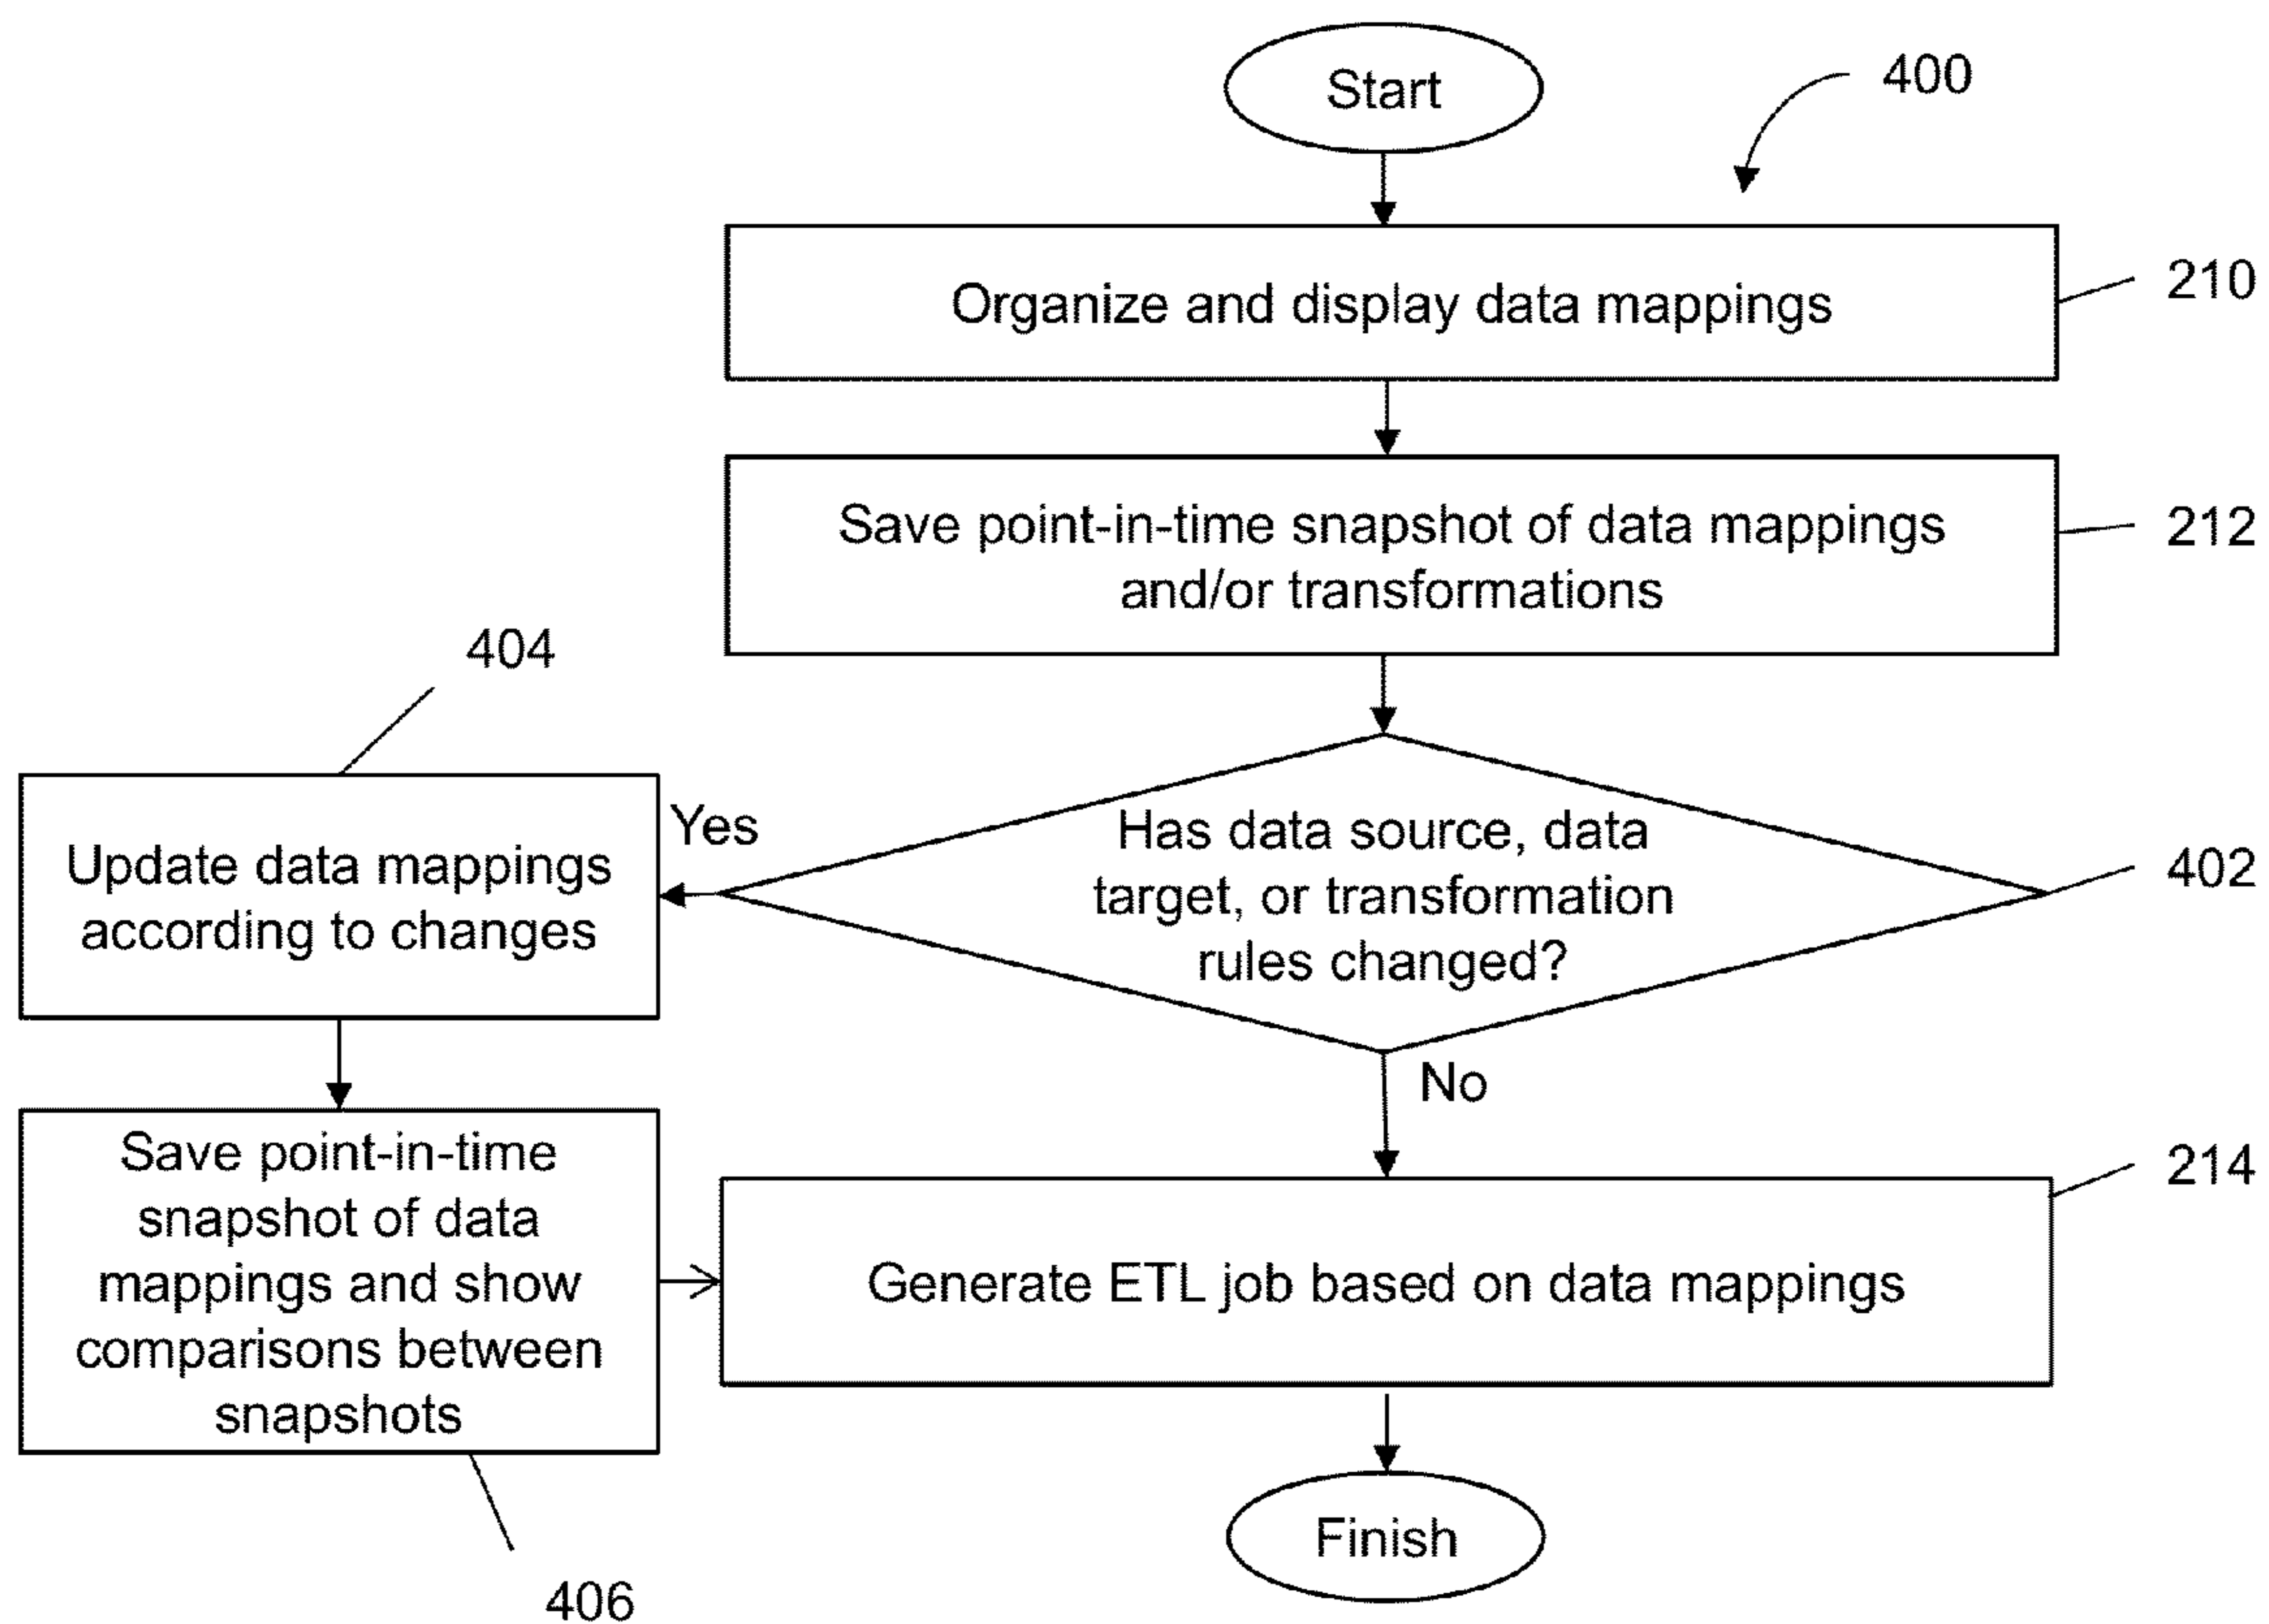 Start
400
Organize and display data mappings
210
Save point-in-time snapshot of data mappings
and/or transformations
212
404
Update data mappings
according to changes
Yes
Has data source, data
target, or transformation
rules changed?
402
No
Save point-in-time
snapshot of data
mappings and show
comparisons between
snapshots
406
Generate ETL job based on data mappings
214
Finish